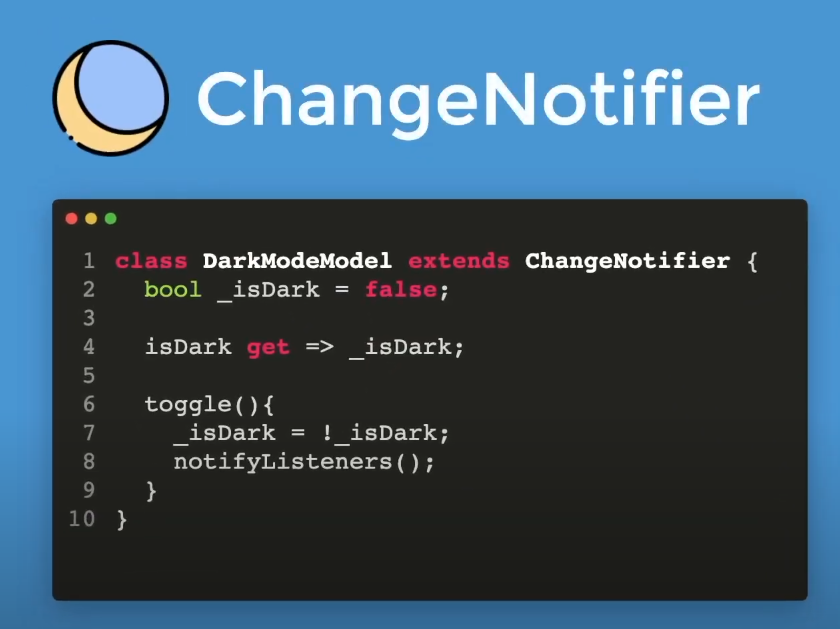 ChangeNotifier
1 class DarkModeModel extends ChangeNotifier {
2   bool _isDark = false;
3
4   isDark get => _isDark;
5
6   toggle(){
7     _isDark = !_isDark;
8     notifyListeners();
9   }
10 }